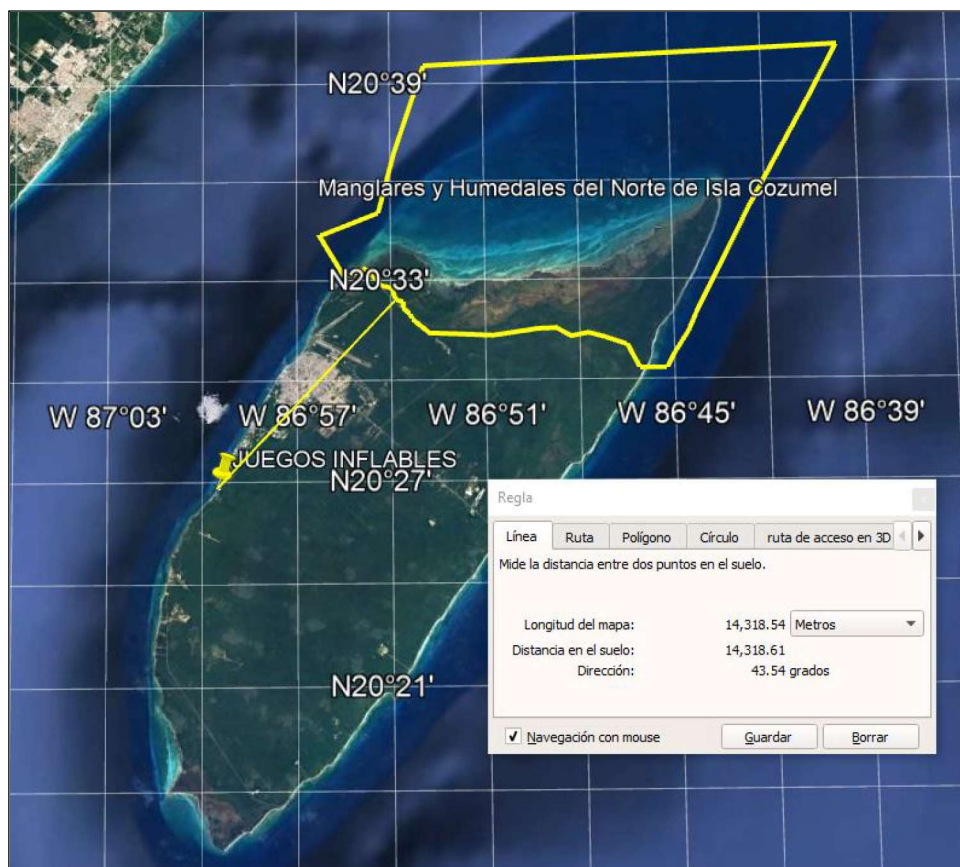 N20°39'
Manglares y Humedales del Norte de Isla Cozumel
N20°33'
W 87°03'
W 86°57'
W 86°51'
W 86°45'
W 86°39'
JUEGOS INFLABLES
N20°27'
N20°21'
Regla
Línea Ruta Polígono Círculo ruta de acceso en 3D
Mide la distancia entre dos puntos en el suelo.
Longitud del mapa: 14,318.54 Metros
Distancia en el suelo: 14,318.61
Dirección: 43.54 grados
Navegación con mouse Guardar Borrar